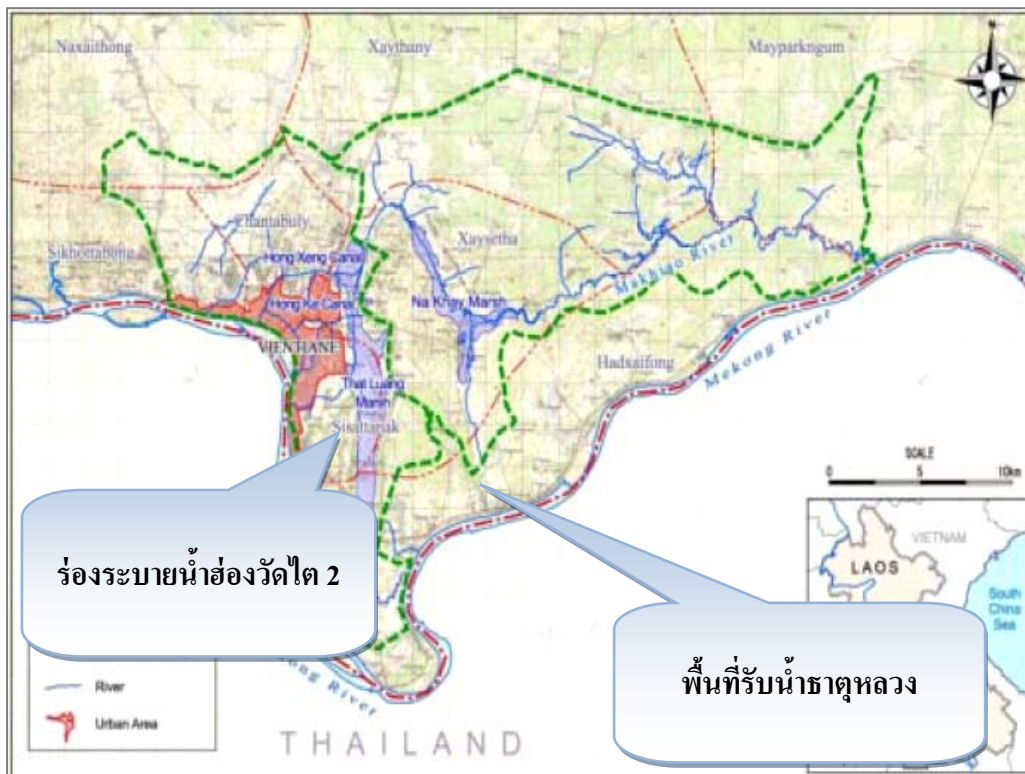 Naxaithong
Xaythany
Mayparkngum
N
Chantabuly
Sikhottabong
Xaysetha
Hong Xeng Canal
Hong Ke Canal
Na Khay Marsh
Makhiao River
VIENTIANE
Hadxaifong
That Luang
Marsh
Sisattanak
Mekong River
SCALE
0 5 10km
ร่องระบายน้ำฮ่องวัดไต 2
VIETNAM
LAOS
South
China
Sea
พื้นที่รับน้ำธาตุหลวง
River
Urban Area
River
THAILAND